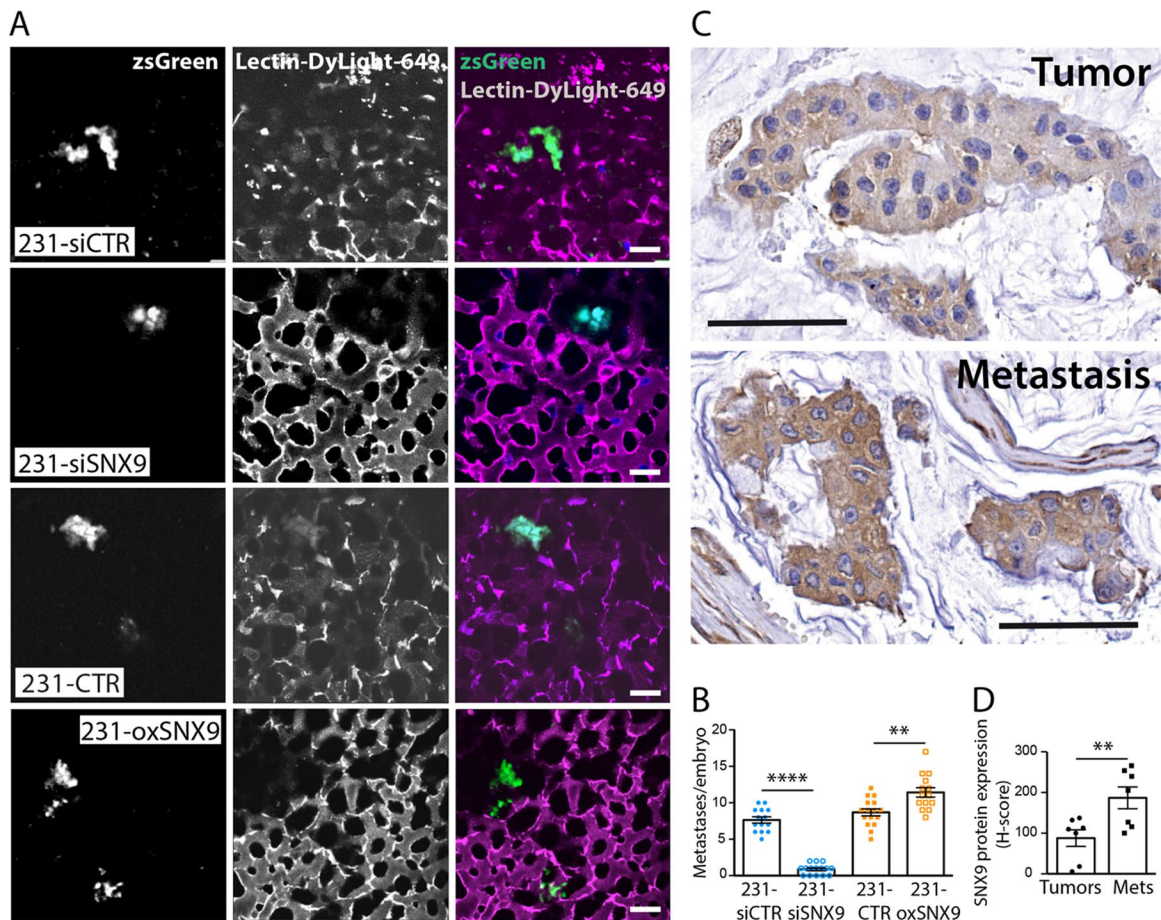 A
zsGreen
Lectin-DyLight-649
zsGreen
Lectin-DyLight-649
231-siCTR
231-siSNX9
231-CTR
231-oxSNX9
C
Tumor
Metastasis
B
Metastases/embryo
20
15
10
5
0
****
**
231-
siCTR
231-
siSNX9
231-
CTR
231-
oxSNX9
D
SNX9 protein expression
(H-score)
300
200
100
0
**
Tumors
Mets